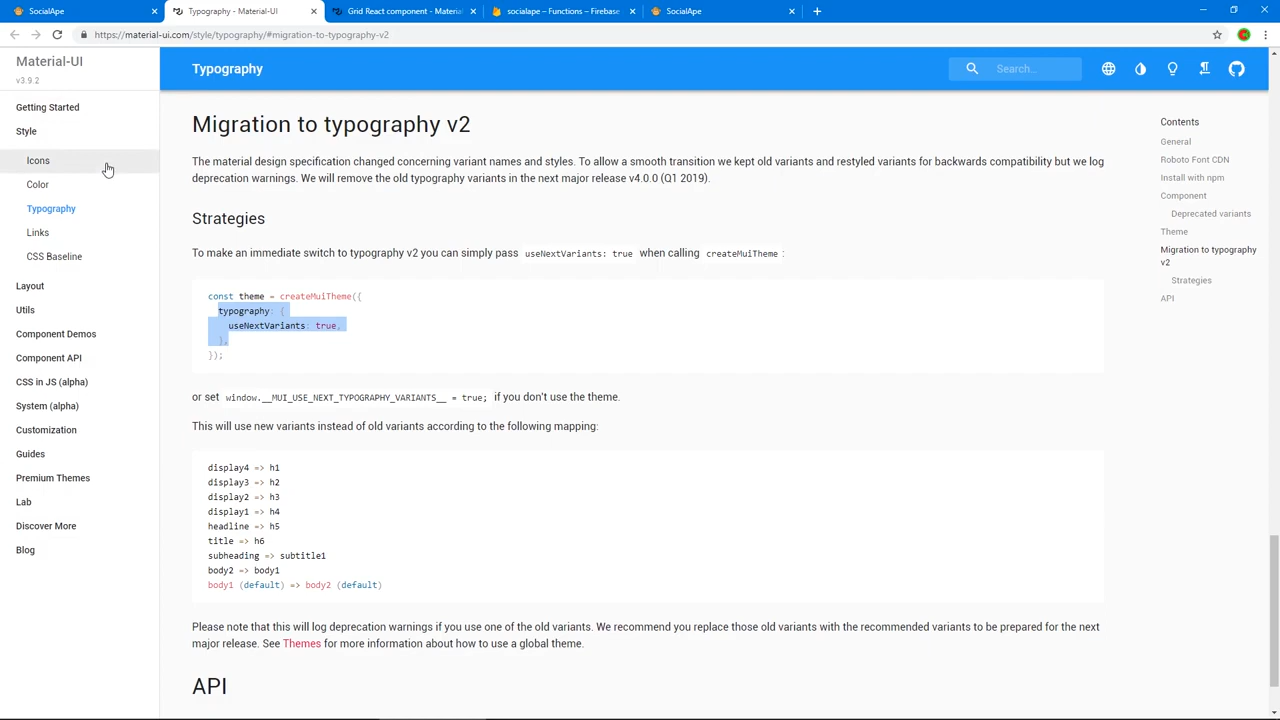 SocialApe
Typography - Material-UI
Grid React component - Material
socialape – Functions – Firebase
SocialApe
https://material-ui.com/style/typography/#migration-to-typography-v2
Material-UI
v3.9.2
Getting Started
Style
Icons
Color
Typography
Links
CSS Baseline
Layout
Utils
Component Demos
Component API
CSS in JS (alpha)
System (alpha)
Customization
Guides
Premium Themes
Lab
Discover More
Blog
Typography
Search...
Migration to typography v2
The material design specification changed concerning variant names and styles. To allow a smooth transition we kept old variants and restyled variants for backwards compatibility but we log
deprecation warnings. We will remove the old typography variants in the next major release v4.0.0 (Q1 2019).
Strategies
To make an immediate switch to typography v2 you can simply pass useNextVariants: true when calling createMuiTheme:
const theme = createMuiTheme({
typography: {
useNextVariants: true,
},
});
or set window.__MUI_USE_NEXT_TYPOGRAPHY_VARIANTS__ = true; if you don't use the theme.
This will use new variants instead of old variants according to the following mapping:
display4 => h1
display3 => h2
display2 => h3
display1 => h4
headline => h5
title => h6
subheading => subtitle1
body2 => body1
body1 (default) => body2 (default)
Please note that this will log deprecation warnings if you use one of the old variants. We recommend you replace those old variants with the recommended variants to be prepared for the next
major release. See Themes for more information about how to use a global theme.
API
Contents
General
Roboto Font CDN
Install with npm
Component
Deprecated variants
Theme
Migration to typography
v2
Strategies
API